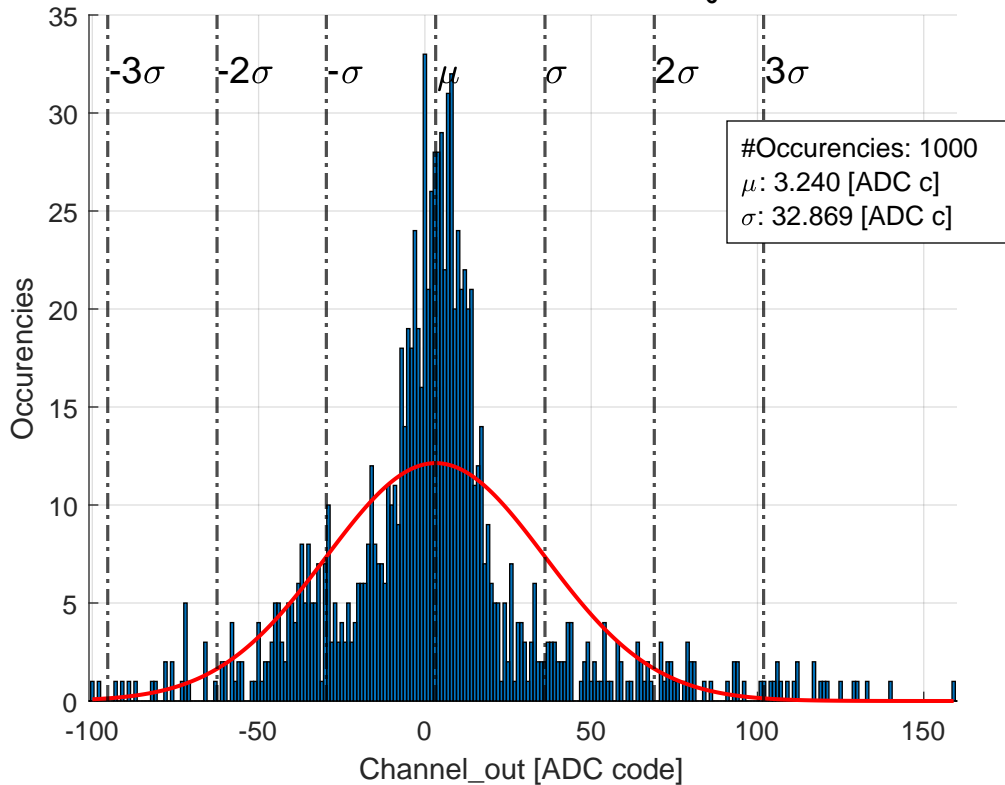 35
30
25
20
15
10
5
0
Occurencies
-3σ -2σ -σ μ σ 2σ 3σ
#Occurencies: 1000
μ: 3.240 [ADC c]
σ: 32.869 [ADC c]
-100 -50 0 50 100 150
Channel_out [ADC code]